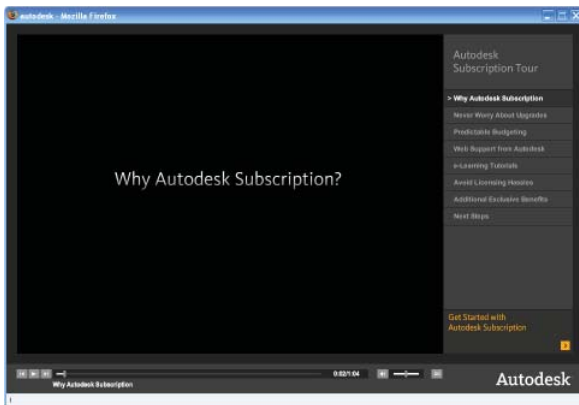 autodesk - Mozilla Firefox
Autodesk
Subscription Tour
> Why Autodesk Subscription
Never Worry About Upgrades
Predictable Budgeting
Web Support from Autodesk
e-Learning Tutorials
Avoid Licensing Hassles
Additional Exclusive Benefits
Next Steps
Why Autodesk Subscription?
Get Started with
Autodesk Subscription
0:02/1:04
Why Autodesk Subscription
Autodesk